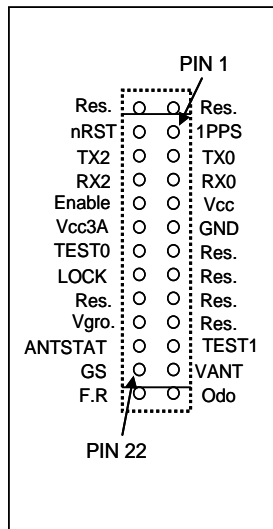 PIN 1
Res. Res.
nRST 1PPS
TX2 TX0
RX2 RX0
Enable Vcc
Vcc3A GND
TEST0 Res.
LOCK Res.
Res. Res.
Vgro. Res.
ANTSTAT TEST1
GS VANT
F.R Odo
PIN 22